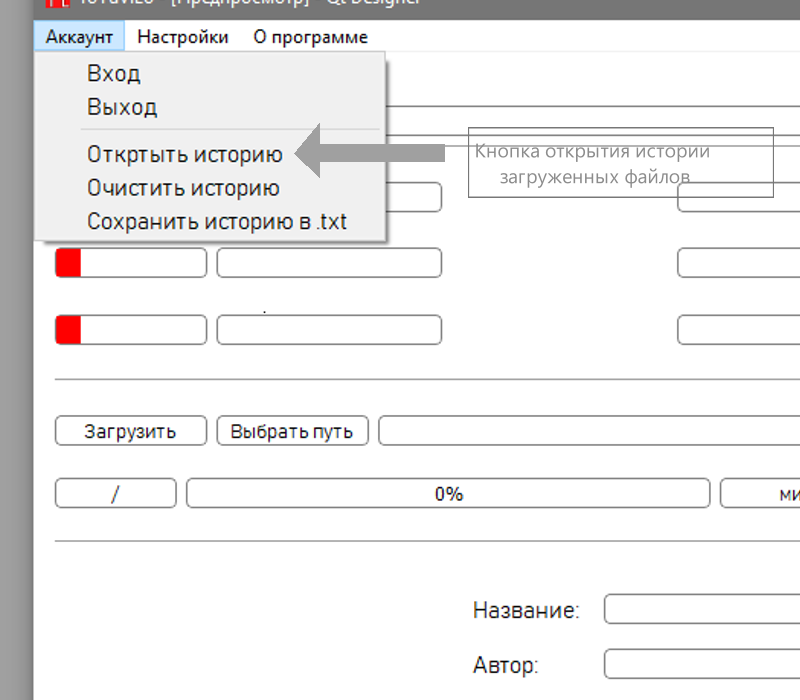 [Предпросмотр] - Qt Designer
Аккаунт Настройки О программе
Вход
Выход
Откртыть историю
Очистить историю
Сохранить историю в .txt
Кнопка открытия истории
загруженных файлов
Загрузить Выбрать путь
/ 0% ми
Название:
Автор: